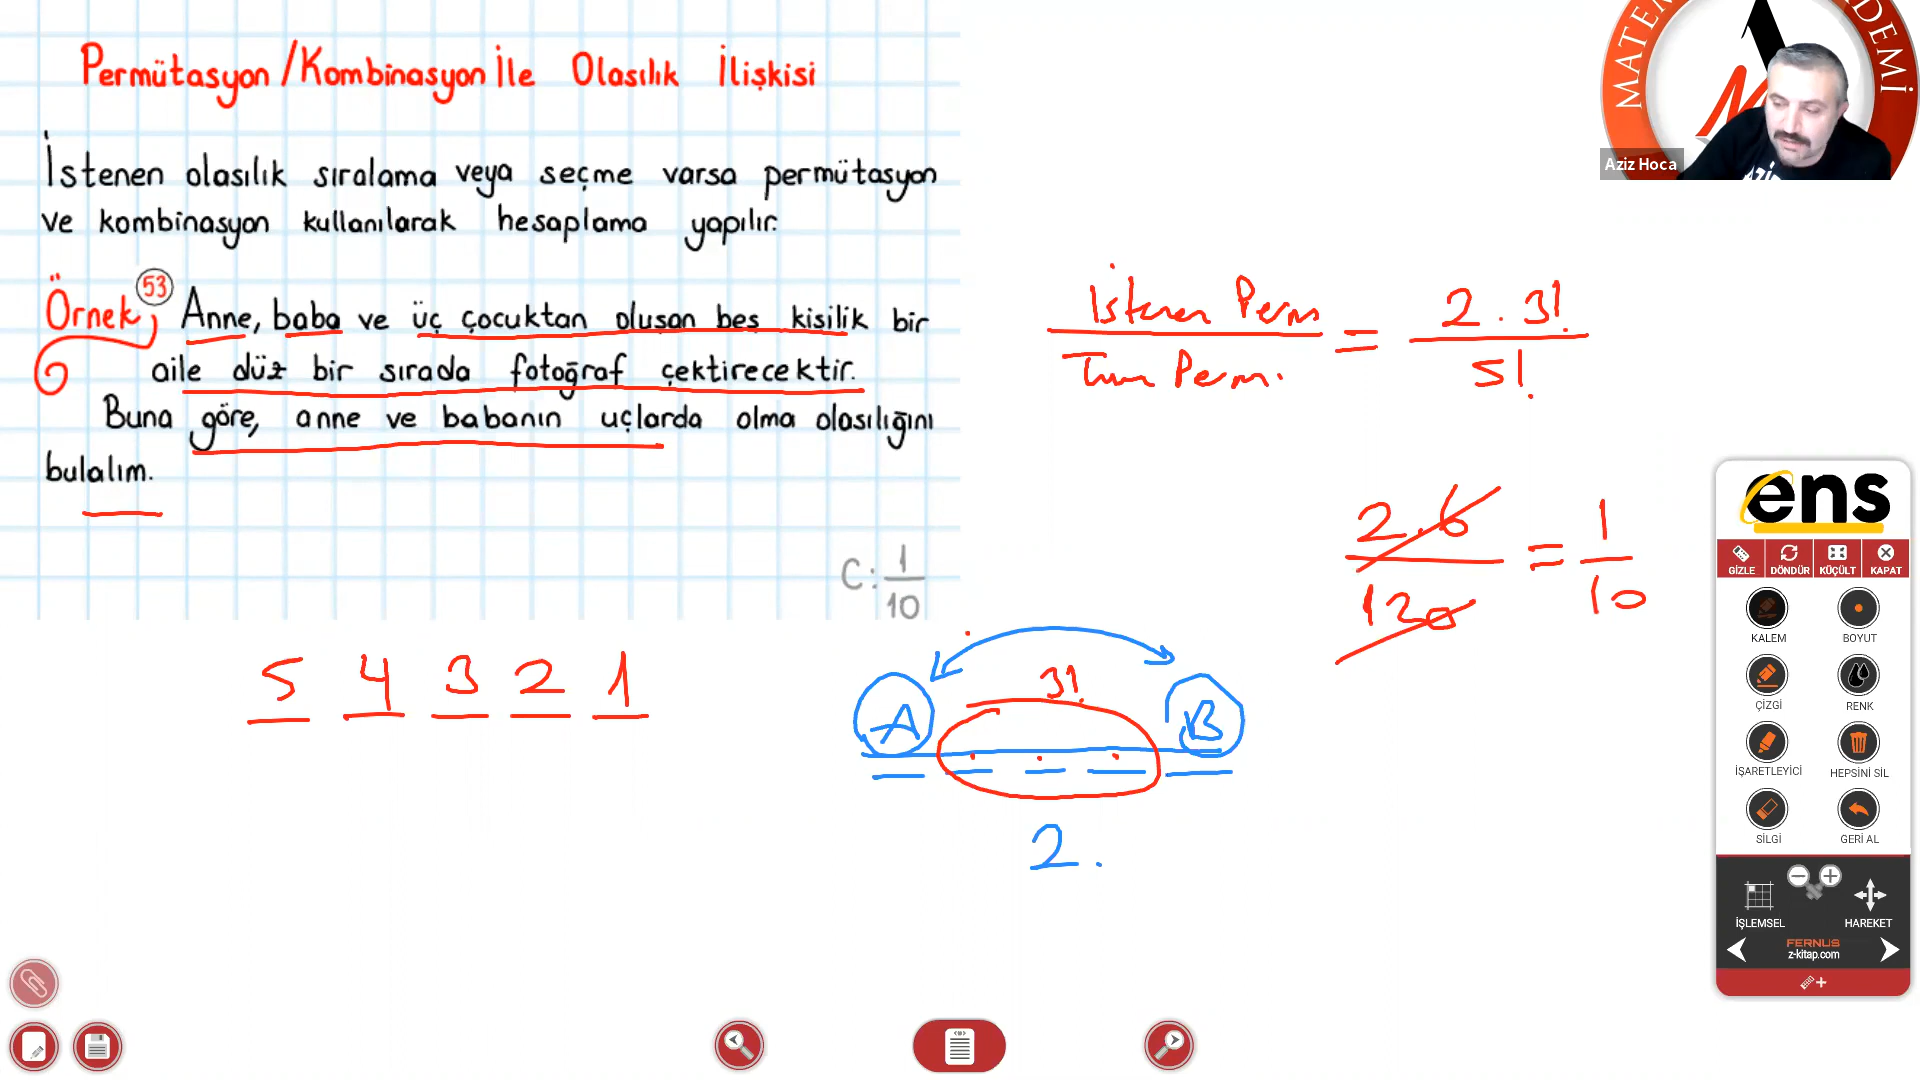 Permütasyon/Kombinasyon İle Olasılık İlişkisi
İstenen olasılık sıralama veya seçme varsa permütasyon
ve kombinasyon kullanılarak hesaplama yapılır.
Örnek 53 Anne, baba ve üç çocuktan oluşan beş kişilik bir
aile düz bir sırada fotoğraf çektirecektir.
Buna göre, anne ve babanın uçlarda olma olasılığını
bulalım.
C: 1/10
5 4 3 2 1
A 3! B
2 .
İstenen Perm / Tüm Perm. = 2 . 3! / 5!
2 . 6 / 120 = 1 / 10
MATEM
DEMİ
Aziz Hoca
ens
GİZLE DÖNDÜR KÜÇÜLT KAPAT
KALEM BOYUT
ÇİZGİ RENK
İŞARETLEYİCİ HEPSİNİ SİL
SİLGİ GERİ AL
İŞLEMSEL HAREKET
FERNUS
z-kitap.com